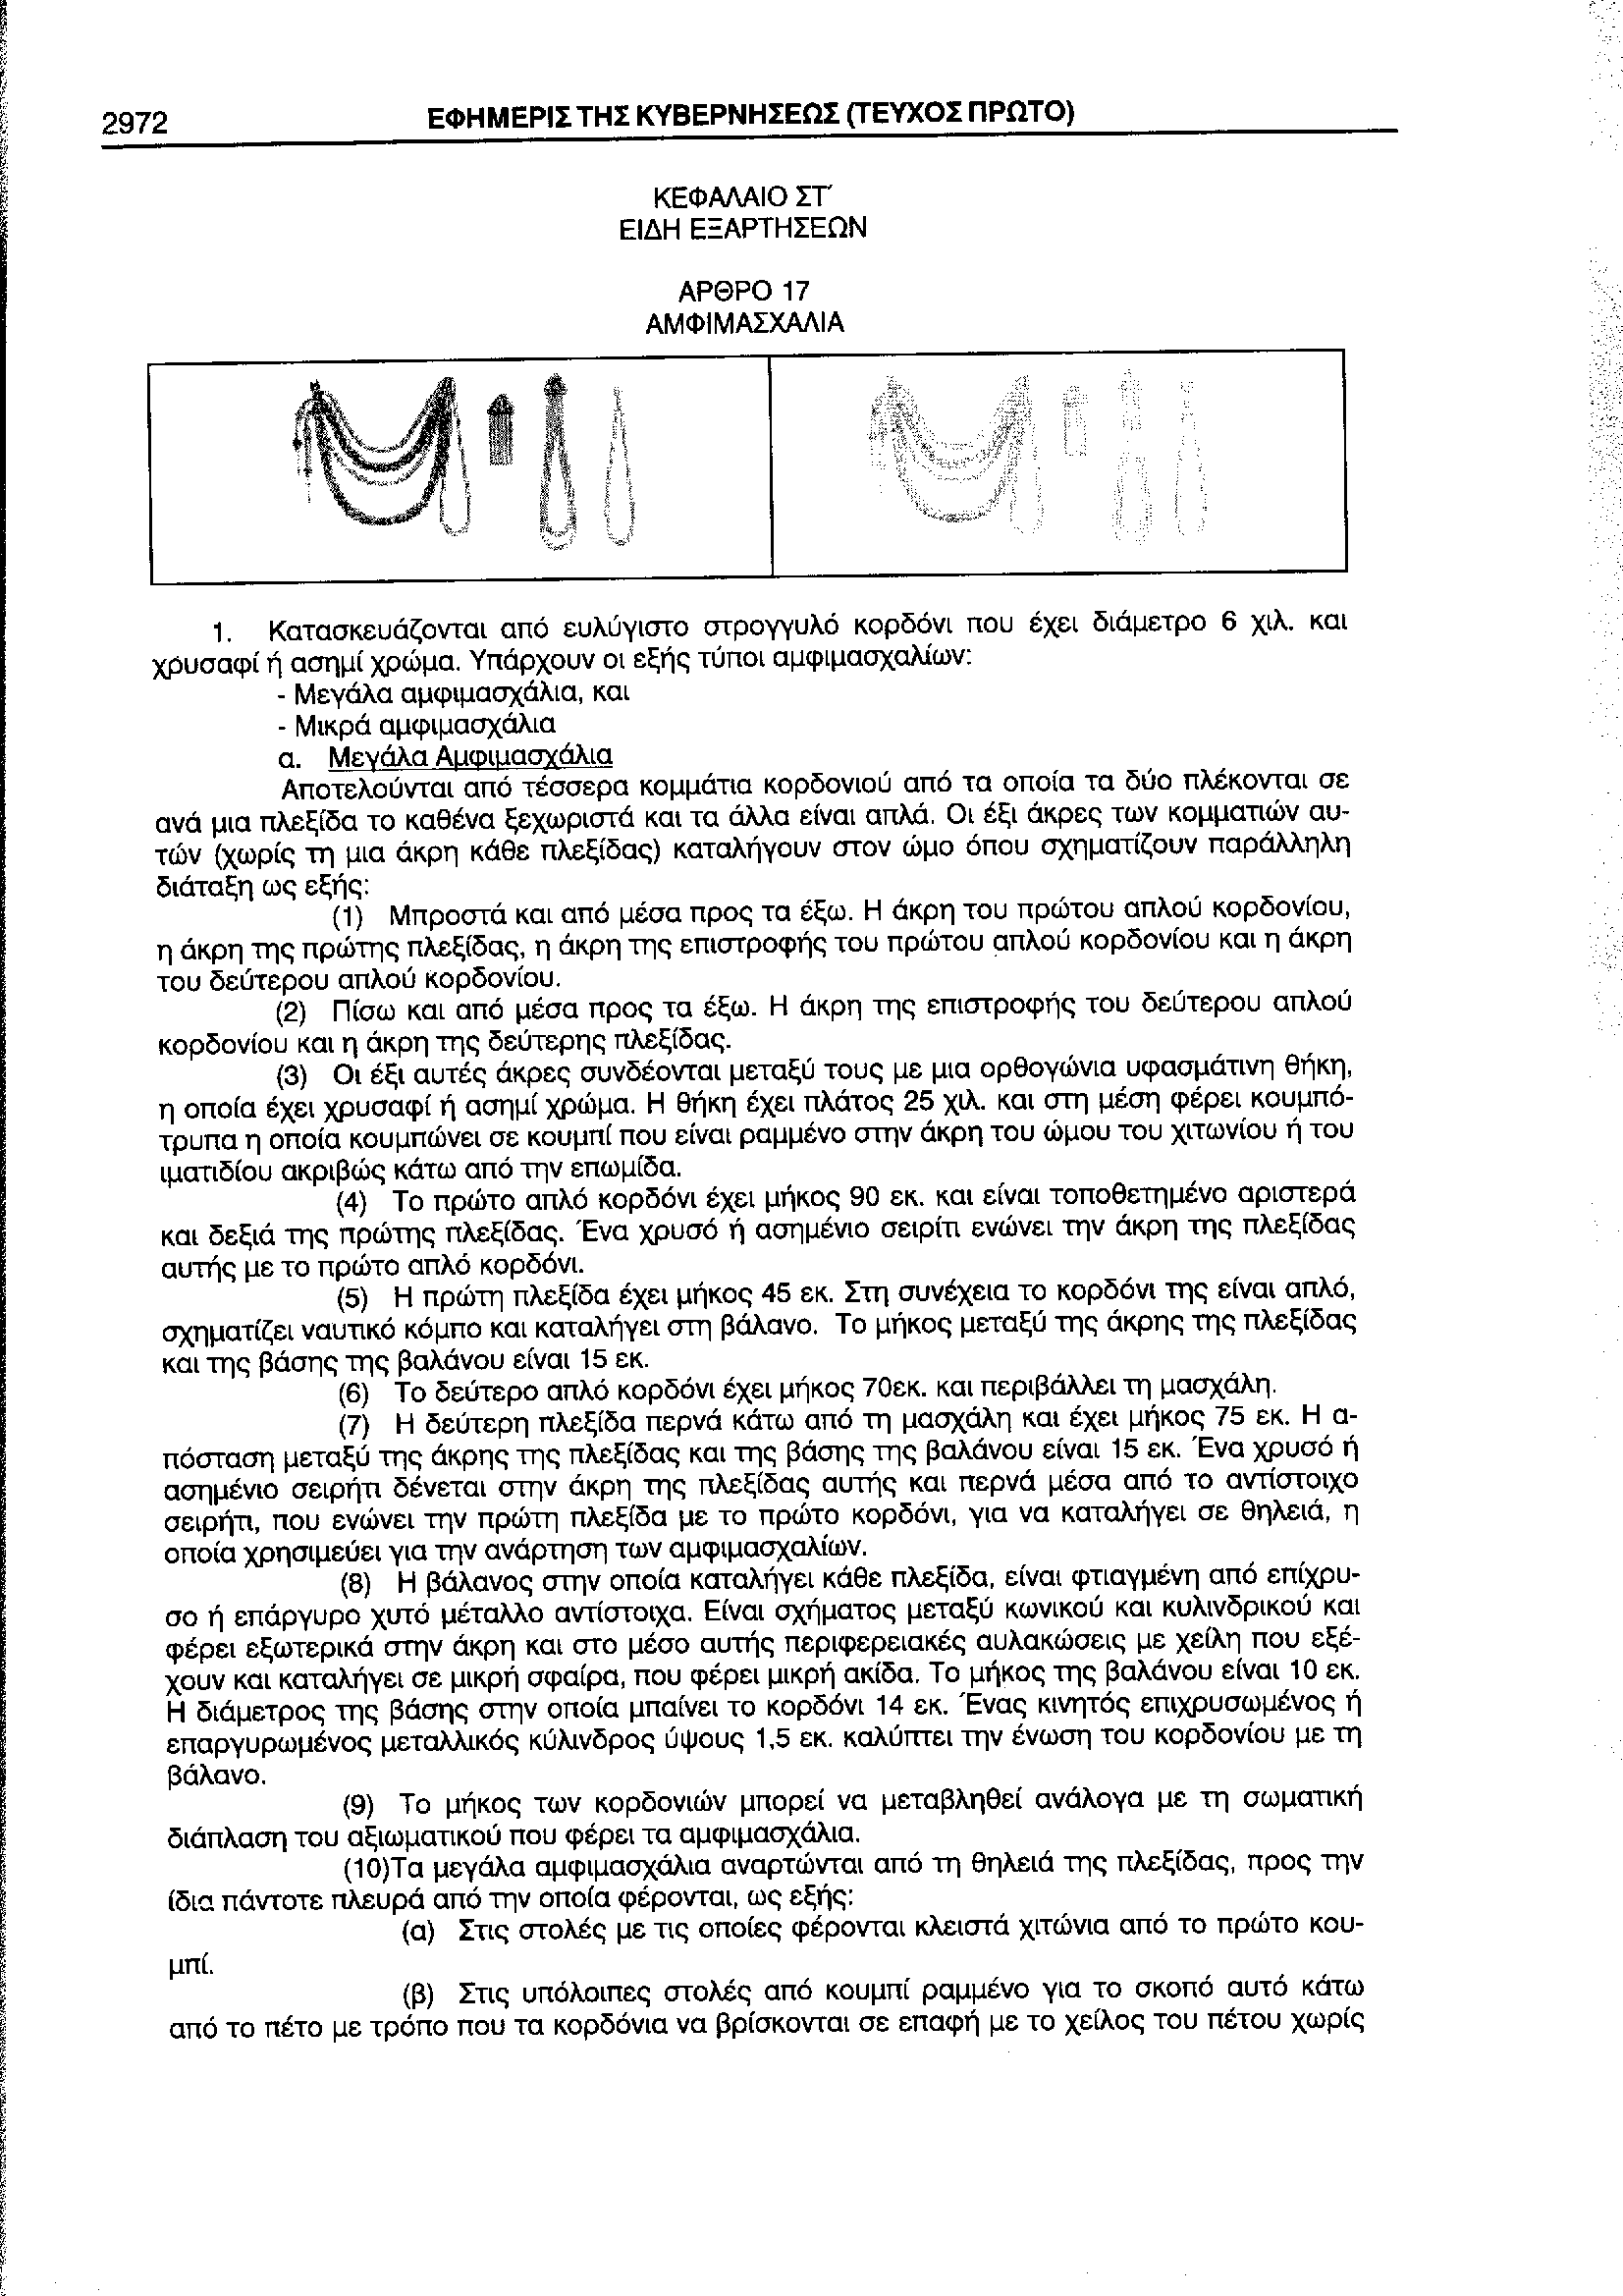 2972
ΕΦΗΜΕΡΙΣ ΤΗΣ ΚΥΒΕΡΝΗΣΕΩΣ (ΤΕΥΧΟΣ ΠΡΩΤΟ)
ΚΕΦΑΛΑΙΟ ΣΤ΄
ΕΙΔΗ ΕΞΑΡΤΗΣΕΩΝ
ΑΡΘΡΟ 17
ΑΜΦΙΜΑΣΧΑΛΙΑ
1. Κατασκευάζονται από ευλύγιστο στρογγυλό κορδόνι που έχει διάμετρο 6 χιλ. και
χρυσαφί ή ασημί χρώμα. Υπάρχουν οι εξής τύποι αμφιμασχαλίων:
- Μεγάλα αμφιμασχάλια, και
- Μικρά αμφιμασχάλια
α. Μεγάλα Αμφιμασχάλια
Αποτελούνται από τέσσερα κομμάτια κορδονιού από τα οποία τα δύο πλέκονται σε
ανά μια πλεξίδα το καθένα ξεχωριστά και τα άλλα είναι απλά. Οι έξι άκρες των κομματιών αυ-
τών (χωρίς τη μια άκρη κάθε πλεξίδας) καταλήγουν στον ώμο όπου σχηματίζουν παράλληλη
διάταξη ως εξής:
(1) Μπροστά και από μέσα προς τα έξω. Η άκρη του πρώτου απλού κορδονίου,
η άκρη της πρώτης πλεξίδας, η άκρη της επιστροφής του πρώτου απλού κορδονίου και η άκρη
του δεύτερου απλού κορδονίου.
(2) Πίσω και από μέσα προς τα έξω. Η άκρη της επιστροφής του δεύτερου απλού
κορδονίου και η άκρη της δεύτερης πλεξίδας.
(3) Οι έξι αυτές άκρες συνδέονται μεταξύ τους με μια ορθογώνια υφασμάτινη θήκη,
η οποία έχει χρυσαφί ή ασημί χρώμα. Η θήκη έχει πλάτος 25 χιλ. και στη μέση φέρει κουμπό-
τρυπα η οποία κουμπώνει σε κουμπί που είναι ραμμένο στην άκρη του ώμου του χιτωνίου ή του
ιματιδίου ακριβώς κάτω από την επωμίδα.
(4) Το πρώτο απλό κορδόνι έχει μήκος 90 εκ. και είναι τοποθετημένο αριστερά
και δεξιά της πρώτης πλεξίδας. Ένα χρυσό ή ασημένιο σειρίτι ενώνει την άκρη της πλεξίδας
αυτής με το πρώτο απλό κορδόνι.
(5) Η πρώτη πλεξίδα έχει μήκος 45 εκ. Στη συνέχεια το κορδόνι της είναι απλό,
σχηματίζει ναυτικό κόμπο και καταλήγει στη βάλανο. Το μήκος μεταξύ της άκρης της πλεξίδας
και της βάσης της βαλάνου είναι 15 εκ.
(6) Το δεύτερο απλό κορδόνι έχει μήκος 70εκ. και περιβάλλει τη μασχάλη.
(7) Η δεύτερη πλεξίδα περνά κάτω από τη μασχάλη και έχει μήκος 75 εκ. Η α-
πόσταση μεταξύ της άκρης της πλεξίδας και της βάσης της βαλάνου είναι 15 εκ. Ένα χρυσό ή
ασημένιο σειρήτι δένεται στην άκρη της πλεξίδας αυτής και περνά μέσα από το αντίστοιχο
σειρήτι, που ενώνει την πρώτη πλεξίδα με το πρώτο κορδόνι, για να καταλήγει σε θηλειά, η
οποία χρησιμεύει για την ανάρτηση των αμφιμασχαλίων.
(8) Η βάλανος στην οποία καταλήγει κάθε πλεξίδα, είναι φτιαγμένη από επίχρυ-
σο ή επάργυρο χυτό μέταλλο αντίστοιχα. Είναι σχήματος μεταξύ κωνικού και κυλινδρικού και
φέρει εξωτερικά στην άκρη και στο μέσο αυτής περιφερειακές αυλακώσεις με χείλη που εξέ-
χουν και καταλήγει σε μικρή σφαίρα, που φέρει μικρή ακίδα. Το μήκος της βαλάνου είναι 10 εκ.
Η διάμετρος της βάσης στην οποία μπαίνει το κορδόνι 14 εκ. Ένας κινητός επιχρυσωμένος ή
επαργυρωμένος μεταλλικός κύλινδρος ύψους 1,5 εκ. καλύπτει την ένωση του κορδονίου με τη
βάλανο.
(9) Το μήκος των κορδονιών μπορεί να μεταβληθεί ανάλογα με τη σωματική
διάπλαση του αξιωματικού που φέρει τα αμφιμασχάλια.
(10)Τα μεγάλα αμφιμασχάλια αναρτώνται από τη θηλειά της πλεξίδας, προς την
ίδια πάντοτε πλευρά από την οποία φέρονται, ως εξής:
(α) Στις στολές με τις οποίες φέρονται κλειστά χιτώνια από το πρώτο κου-
μπί.
(β) Στις υπόλοιπες στολές από κουμπί ραμμένο για το σκοπό αυτό κάτω
από το πέτο με τρόπο που τα κορδόνια να βρίσκονται σε επαφή με το χείλος του πέτου χωρίς